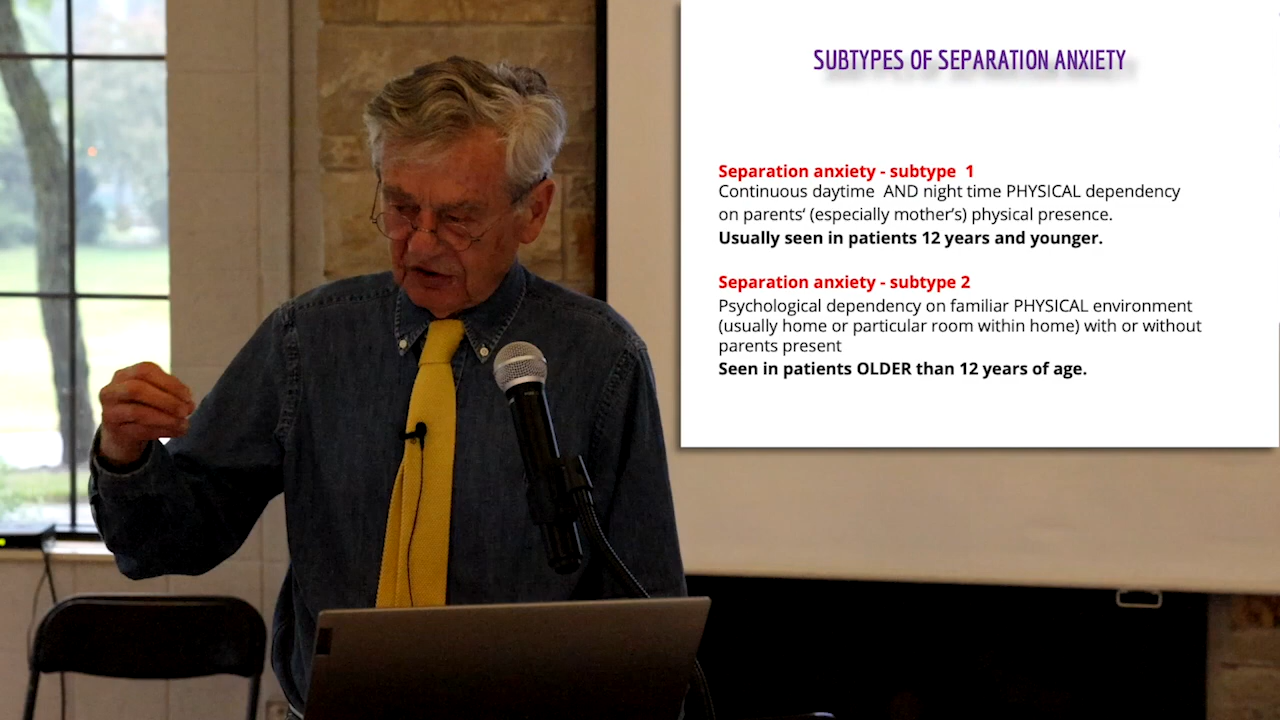 SUBTYPES OF SEPARATION ANXIETY
Separation anxiety - subtype 1
Continuous daytime AND night time PHYSICAL dependency
on parents‘ (especially mother’s) physical presence.
Usually seen in patients 12 years and younger.
Separation anxiety - subtype 2
Psychological dependency on familiar PHYSICAL environment
(usually home or particular room within home) with or without
parents present
Seen in patients OLDER than 12 years of age.